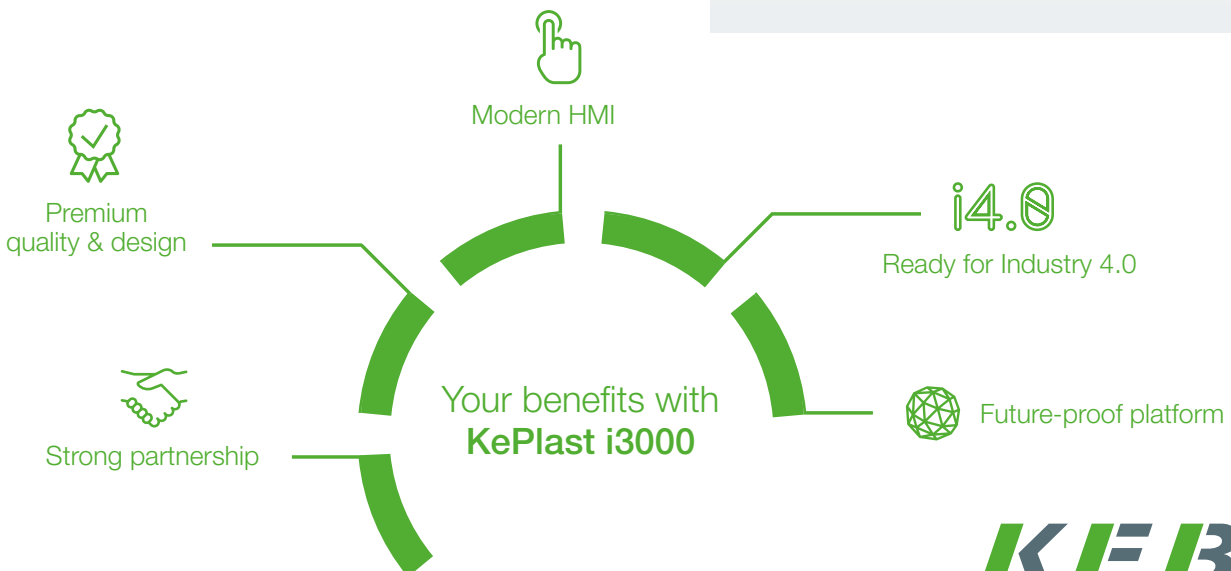 Modern HMI
Premium
quality & design
i4.0
Ready for Industry 4.0
Your benefits with
KePlast i3000
Future-proof platform
Strong partnership
KEB